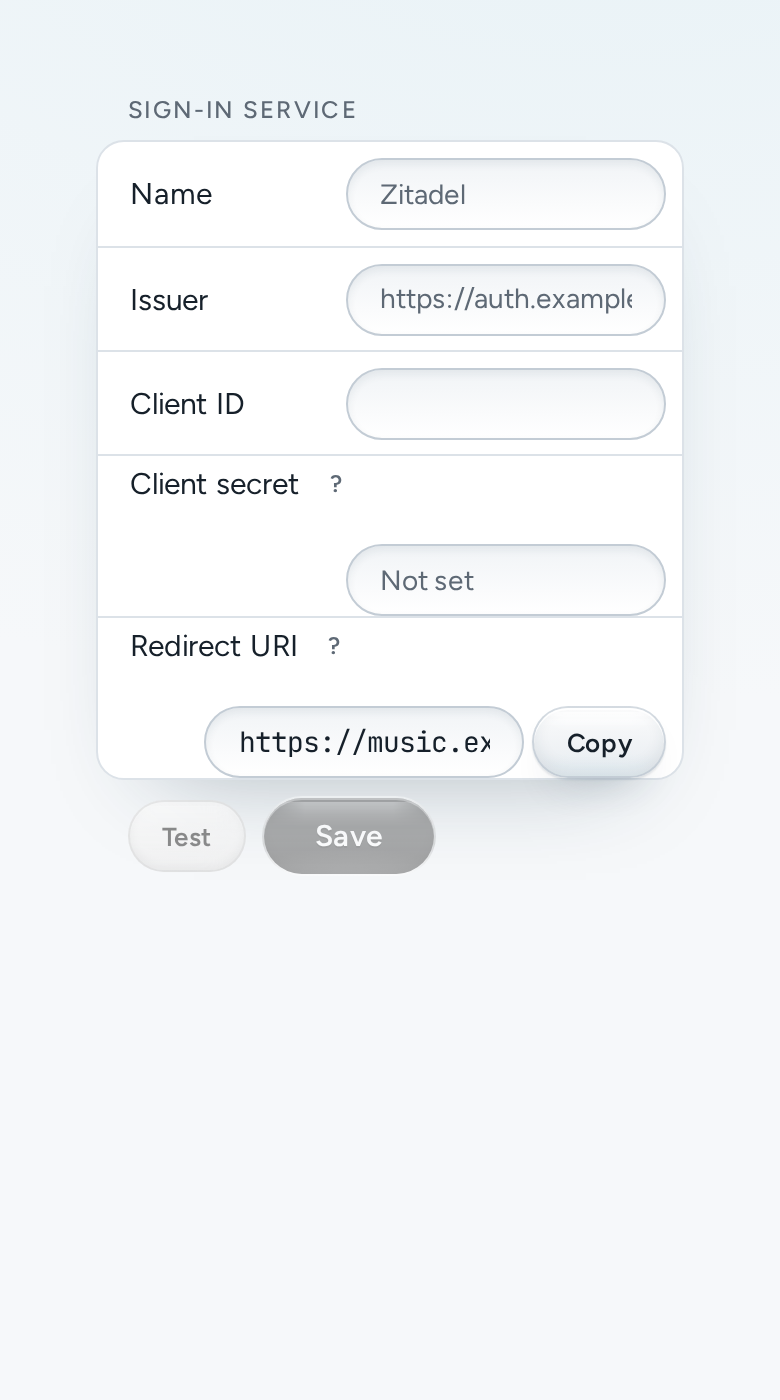 SIGN-IN SERVICE
Name
Zitadel
Issuer
https://auth.example
Client ID
Client secret ?
Not set
Redirect URI ?
https://music.ex
Copy
Test
Save